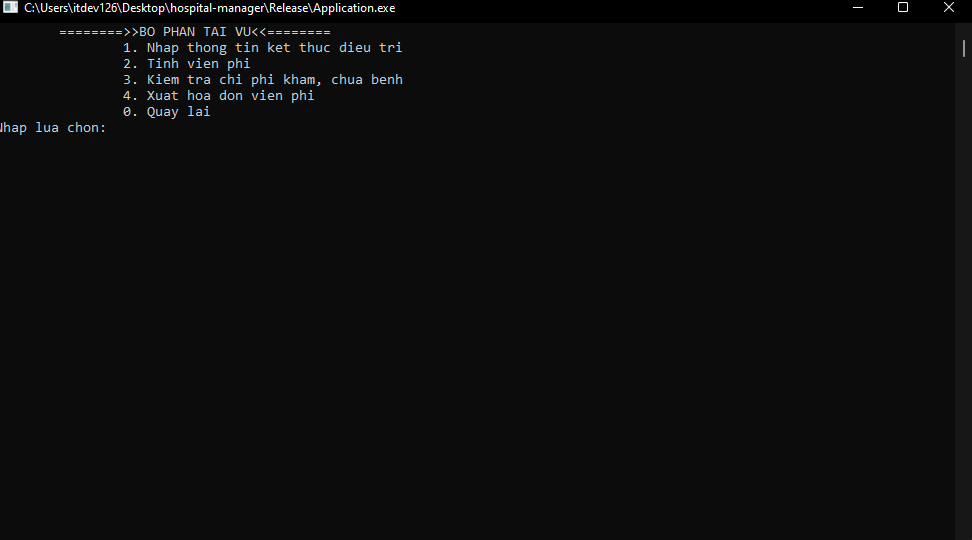 C:\Users\itdev126\Desktop\hospital-manager\Release\Application.exe
========>>BO PHAN TAI VU<<========
1. Nhap thong tin ket thuc dieu tri
2. Tinh vien phi
3. Kiem tra chi phi kham, chua benh
4. Xuat hoa don vien phi
0. Quay lai
Nhap lua chon: